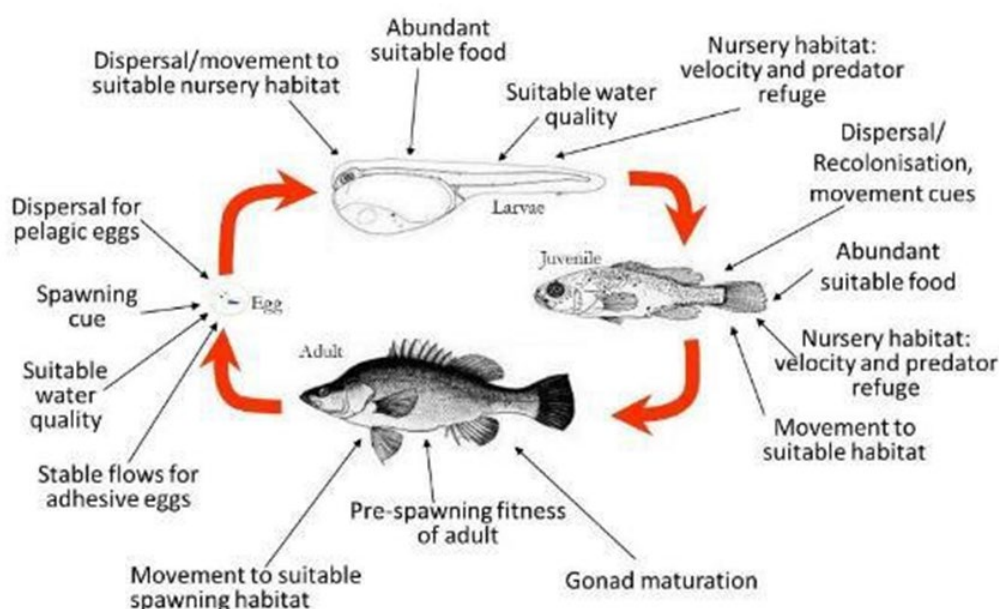 Abundant
suitable food
Dispersal/movement to
suitable nursery habitat
Nursery habitat:
velocity and predator
refuge
Suitable water
quality
Dispersal/
Recolonisation,
movement cues
Larvae
Dispersal for
pelagic eggs
Juvenile
Abundant
suitable food
Spawning
cue
Egg
Nursery habitat:
velocity and predator
refuge
Adult
Suitable
water
quality
Movement to
suitable habitat
Stable flows for
adhesive eggs
Pre-spawning fitness
of adult
Movement to suitable
spawning habitat
Gonad maturation